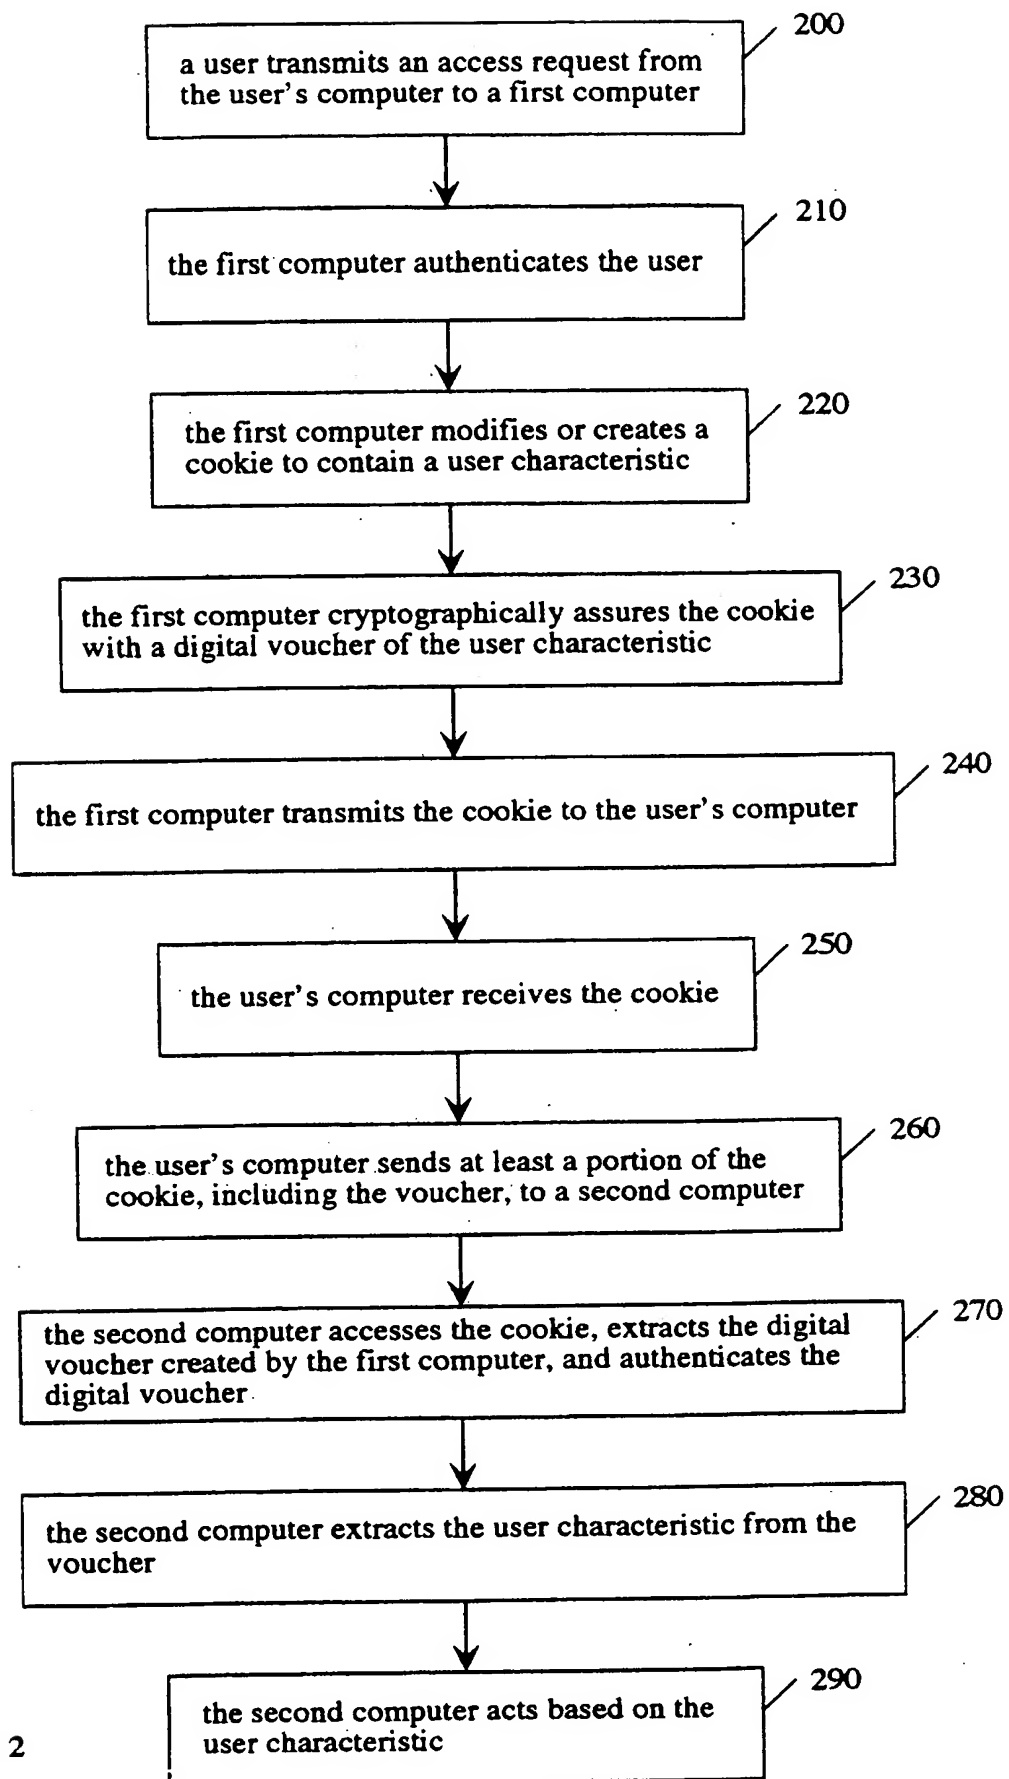 200
a user transmits an access request from
the user's computer to a first computer
210
the first computer authenticates the user
220
the first computer modifies or creates a
cookie to contain a user characteristic
230
the first computer cryptographically assures the cookie
with a digital voucher of the user characteristic
240
the first computer transmits the cookie to the user's computer
250
the user's computer receives the cookie
260
the user's computer sends at least a portion of the
cookie, including the voucher, to a second computer
270
the second computer accesses the cookie, extracts the digital
voucher created by the first computer, and authenticates the
digital voucher
280
the second computer extracts the user characteristic from the
voucher
290
the second computer acts based on the
user characteristic
2